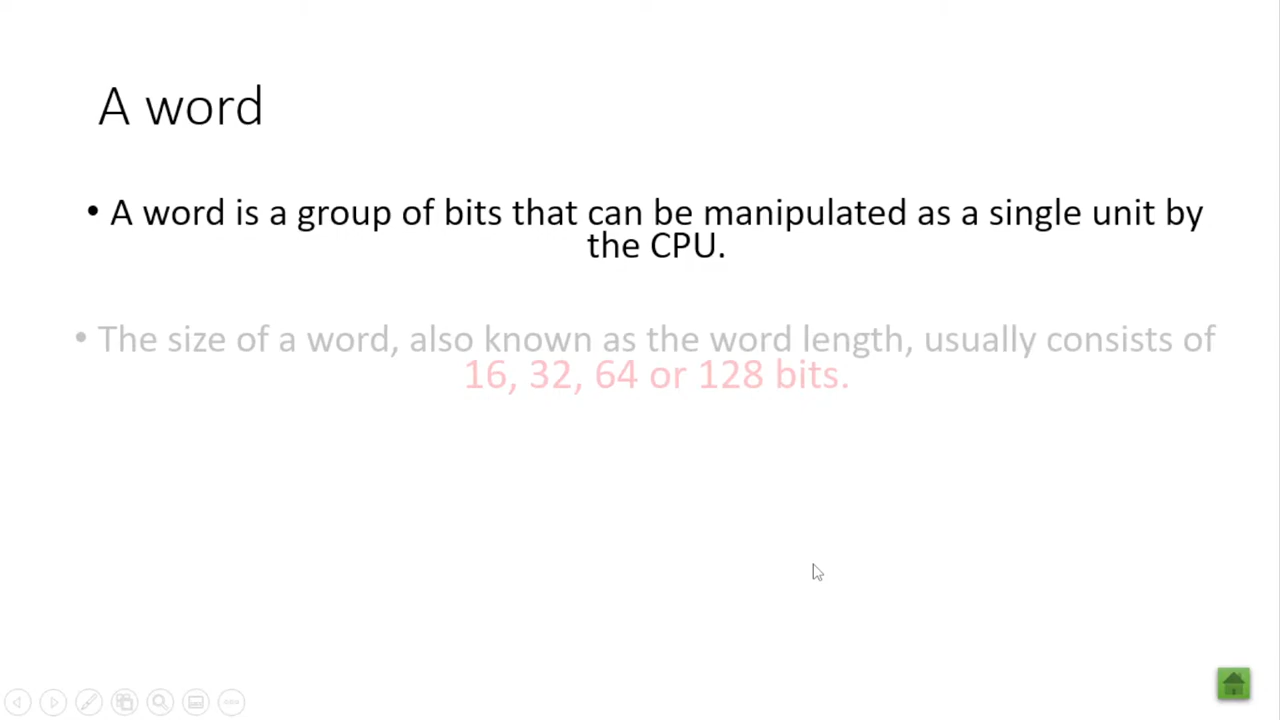 A word
• A word is a group of bits that can be manipulated as a single unit by
the CPU.
• The size of a word, also known as the word length, usually consists of
16, 32, 64 or 128 bits.